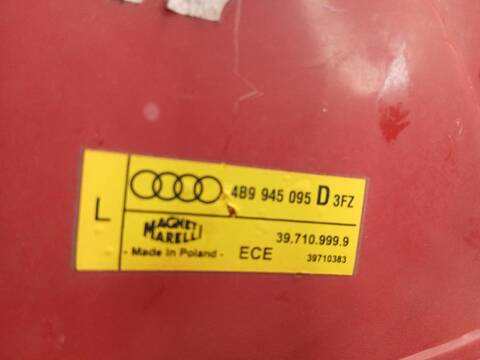 L
4B9 945 095 D 3FZ
MAGNETI
MARELLI
39.710.999.9
- Made in Poland -
ECE
39710383